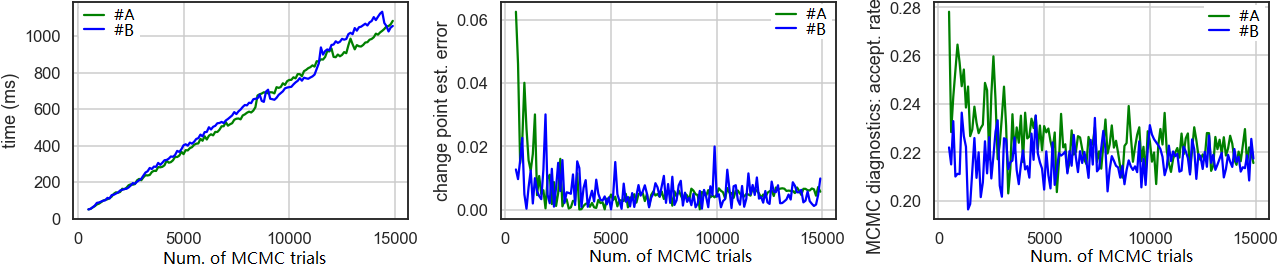 time (ms)
1000
800
600
400
200
0
#A
#B
0
5000
10000
15000
Num. of MCMC trials
change point est. error
0.06
0.04
0.02
0.00
#A
#B
0
5000
10000
15000
Num. of MCMC trials
MCMC diagnostics: accept. rate
0.28
0.26
0.24
0.22
0.20
#A
#B
0
5000
10000
15000
Num. of MCMC trials